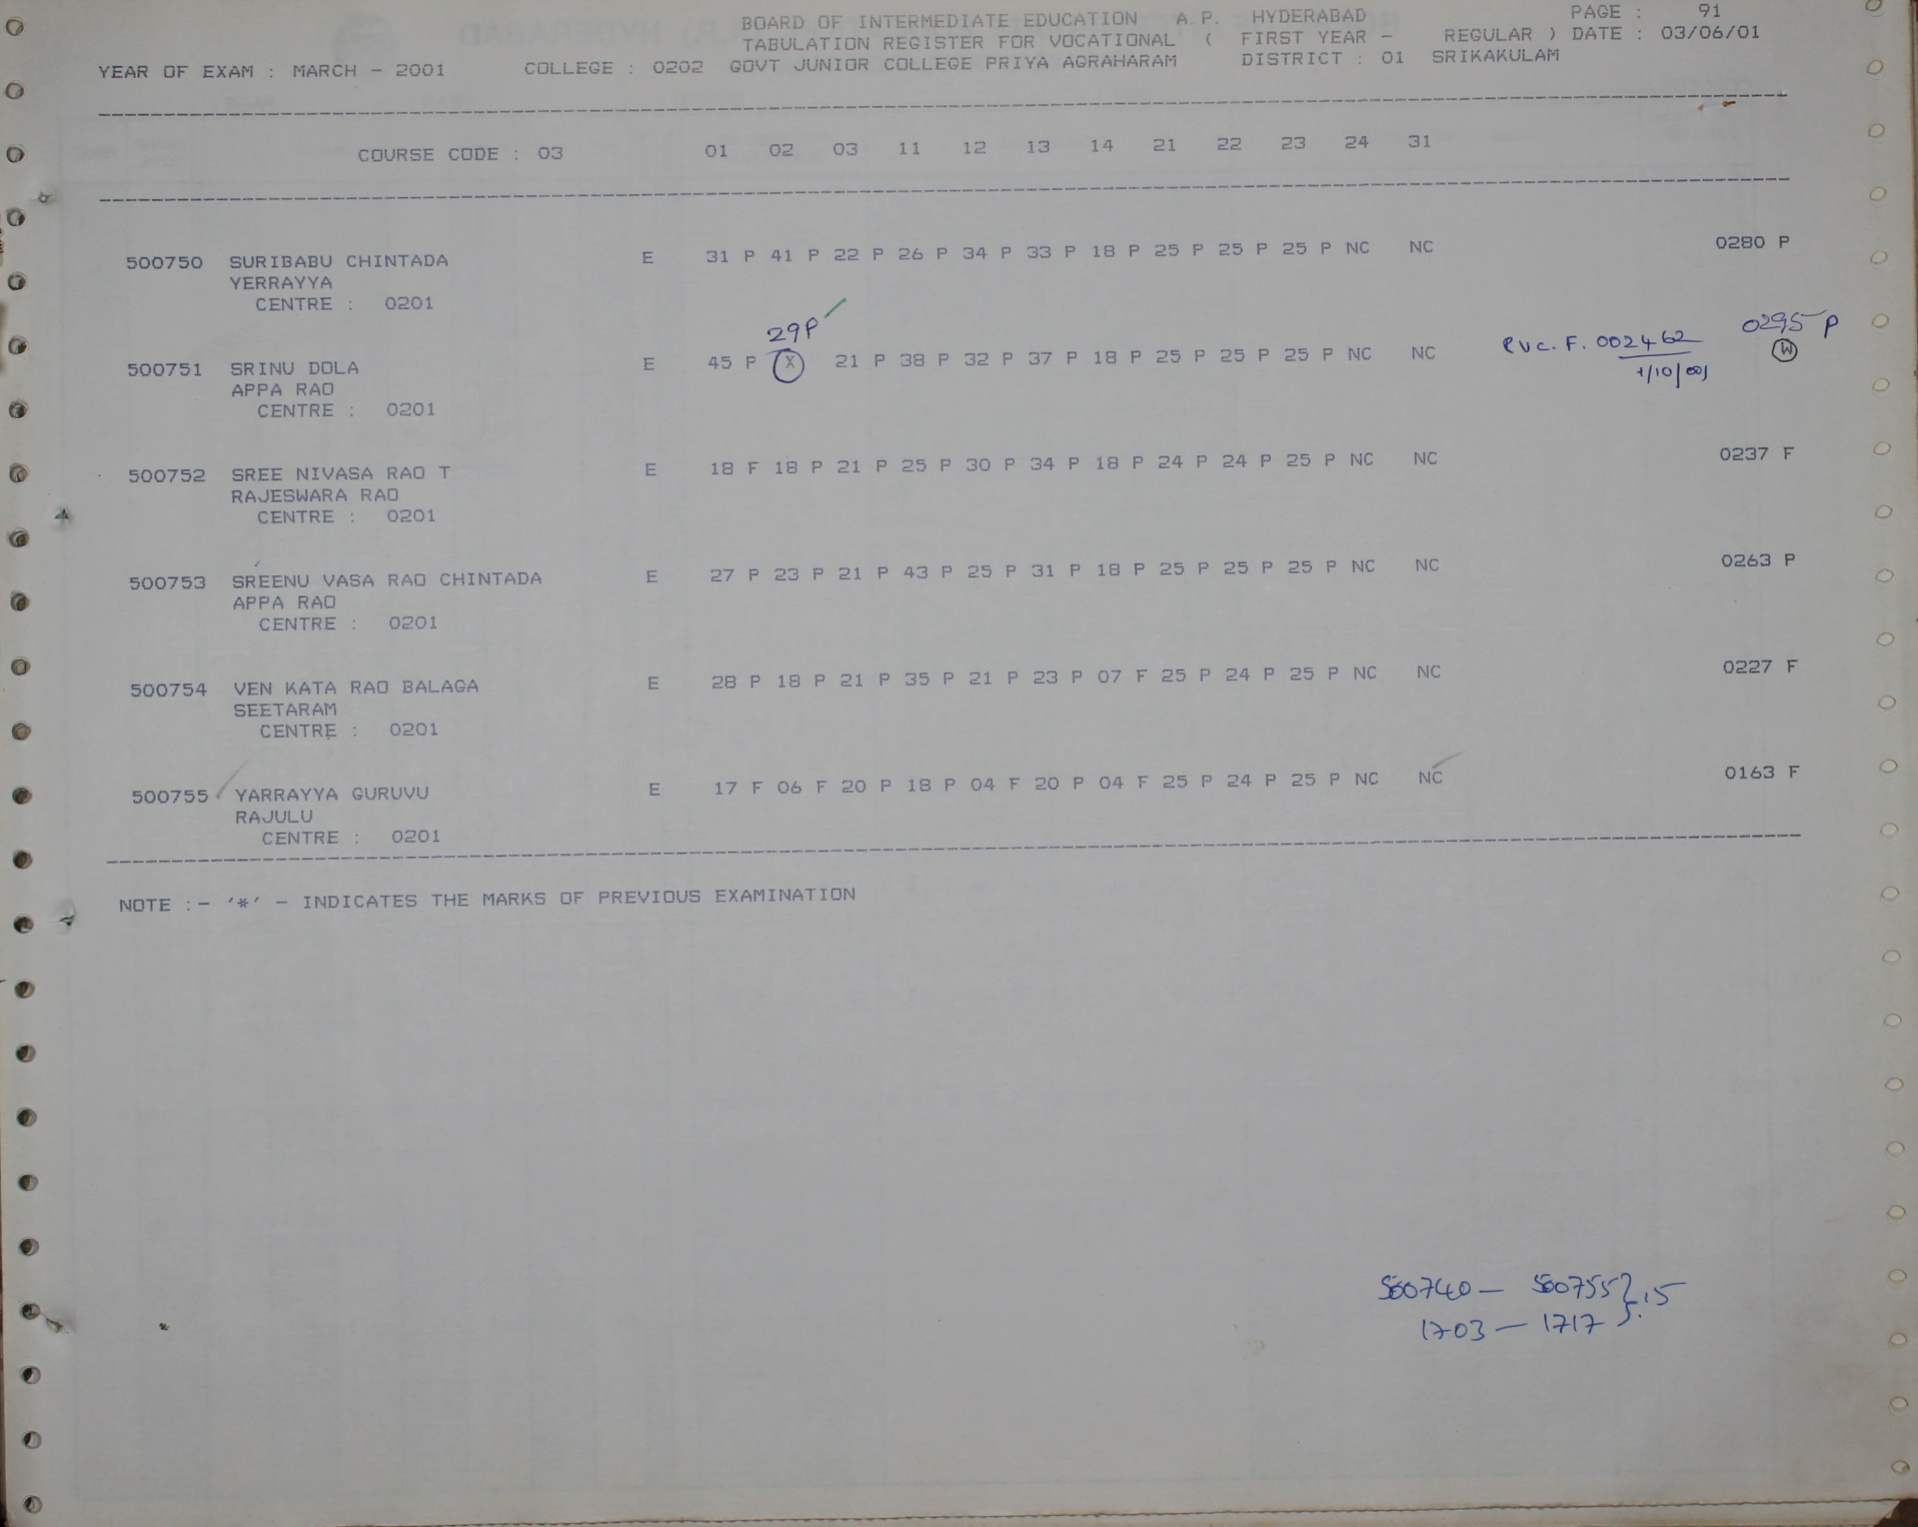 BOARD OF INTERMEDIATE EDUCATION A.P. HYDERABAD PAGE : 91
TABULATION REGISTER FOR VOCATIONAL ( FIRST YEAR - REGULAR ) DATE : 03/06/01
YEAR OF EXAM : MARCH - 2001 COLLEGE : 0202 GOVT JUNIOR COLLEGE PRIYA AGRAHARAM DISTRICT : 01 SRIKAKULAM
COURSE CODE : 03 01 02 03 11 12 13 14 21 22 23 24 31
500750 SURIBABU CHINTADA E 31 P 41 P 22 P 26 P 34 P 33 P 18 P 25 P 25 P 25 P NC NC 0280 P
YERRAYYA
CENTRE : 0201
29P 0295 P
500751 SRINU DOLA E 45 P X 21 P 38 P 32 P 37 P 18 P 25 P 25 P 25 P NC NC F. 002462 W
APPA RAO
CENTRE : 0201
500752 SREE NIVASA RAO T E 18 F 18 P 21 P 25 P 30 P 34 P 18 P 24 P 24 P 25 P NC NC 0237 F
RAJESWARA RAO
CENTRE : 0201
500753 SREENU VASA RAO CHINTADA E 27 P 23 P 21 P 43 P 25 P 31 P 18 P 25 P 25 P 25 P NC NC 0263 P
APPA RAO
CENTRE : 0201
500754 VEN KATA RAO BALAGA E 28 P 18 P 21 P 35 P 21 P 23 P 07 F 25 P 24 P 25 P NC NC 0227 F
SEETARAM
CENTRE : 0201
500755 YARRAYYA GURUVU E 17 F 06 F 20 P 18 P 04 F 20 P 04 F 25 P 24 P 25 P NC NC 0163 F
RAJULU
CENTRE : 0201
NOTE :- '*' - INDICATES THE MARKS OF PREVIOUS EXAMINATION
500740 — 500755 } 15
1703 — 1717